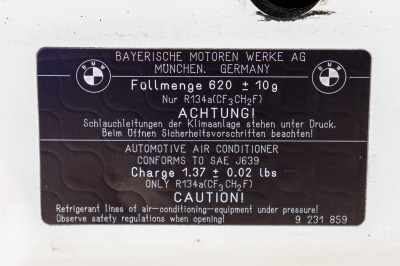 BMW BMW
BAYERISCHE MOTOREN WERKE AG
MÜNCHEN. GERMANY
Füllmenge 620 ± 10g
Nur R134a(CF₃CH₂F)
ACHTUNG!
Schlauchleitungen der Klimaanlage stehen unter Druck.
Beim Öffnen Sicherheitsvorschriften beachten!
AUTOMOTIVE AIR CONDITIONER
CONFORMS TO SAE J639
Charge 1.37 ± 0.02 lbs
ONLY R134a(CF₃CH₂F)
CAUTION!
Refrigerant lines of air-conditioning-equipment under pressure!
Observe safety regulations when opening! 9 231 859